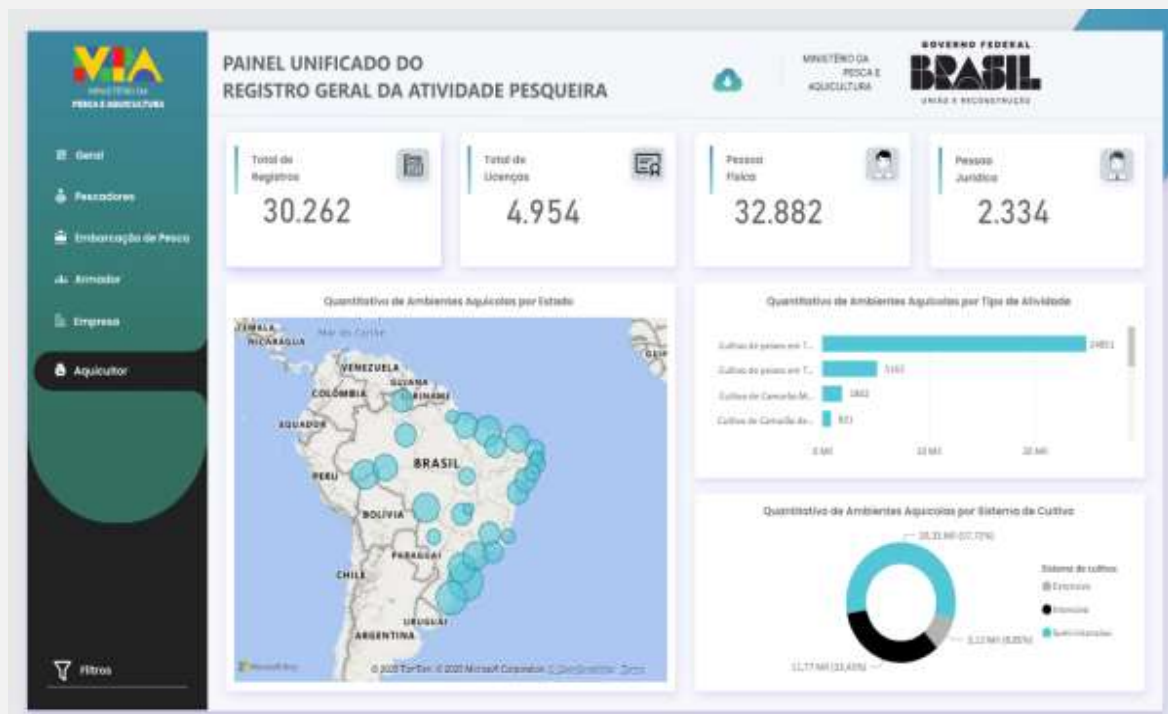 MINISTÉRIO DA
PESCA E AQUICULTURA
PAINEL UNIFICADO DO
REGISTRO GERAL DA ATIVIDADE PESQUEIRA
MINISTÉRIO DA
PESCA E
AQUICULTURA
GOVERNO FEDERAL
BRASIL
UNIÃO E RECONSTRUÇÃO
Geral
Pescadores
Embarcação de Pesca
Armador
Empresa
Aquicultor
Filtros
Total de
Registros
30.262
Total de
Licenças
4.954
Pessoa
Física
32.882
Pessoa
Jurídica
2.334
Quantitativo de Ambientes Aquícolas por Estado
NICARÁGUA
Mar do Caribe
VENEZUELA
GUIANA
COLÔMBIA
SURINAME
EQUADOR
PERU
BRASIL
BOLÍVIA
PARAGUAI
CHILE
URUGUAI
ARGENTINA
© 2025 TomTom, © 2025 Microsoft Corporation, © OpenStreetMap Terms
Quantitativo de Ambientes Aquícolas por Tipo de Atividade
Cultivo de peixes em T...
Cultivo de peixes em T...
Cultivo de Camarão M...
Cultivo de Camarão de...
0 Mil
10 Mil
20 Mil
Quantitativo de Ambientes Aquícolas por Sistema de Cultivo
Sistema de cultivo
Extensivo
Intensivo
Semi-intensivo